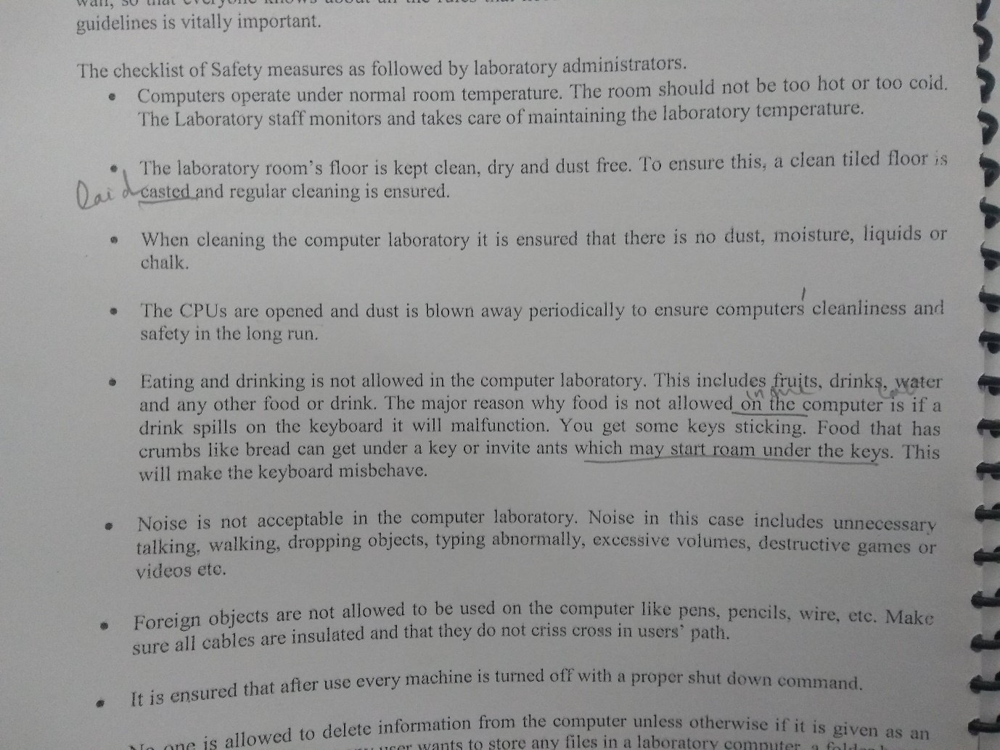 wall, so that everyone knows about all the rules that
guidelines is vitally important.
The checklist of Safety measures as followed by laboratory administrators.
• Computers operate under normal room temperature. The room should not be too hot or too cold.
The Laboratory staff monitors and takes care of maintaining the laboratory temperature.
• The laboratory room's floor is kept clean, dry and dust free. To ensure this, a clean tiled floor is
laid casted and regular cleaning is ensured.
• When cleaning the computer laboratory it is ensured that there is no dust, moisture, liquids or
chalk.
• The CPUs are opened and dust is blown away periodically to ensure computers' cleanliness and
safety in the long run.
• Eating and drinking is not allowed in the computer laboratory. This includes fruits, drinks, water
in
and any other food or drink. The major reason why food is not allowed on the computer is if a
drink spills on the keyboard it will malfunction. You get some keys sticking. Food that has
crumbs like bread can get under a key or invite ants which may start roam under the keys. This
will make the keyboard misbehave.
• Noise is not acceptable in the computer laboratory. Noise in this case includes unnecessary
talking, walking, dropping objects, typing abnormally, excessive volumes, destructive games or
videos etc.
• Foreign objects are not allowed to be used on the computer like pens, pencils, wire, etc. Make
sure all cables are insulated and that they do not criss cross in users' path.
• It is ensured that after use every machine is turned off with a proper shut down command.
No one is allowed to delete information from the computer unless otherwise if it is given as an
user wants to store any files in a laboratory computer, a